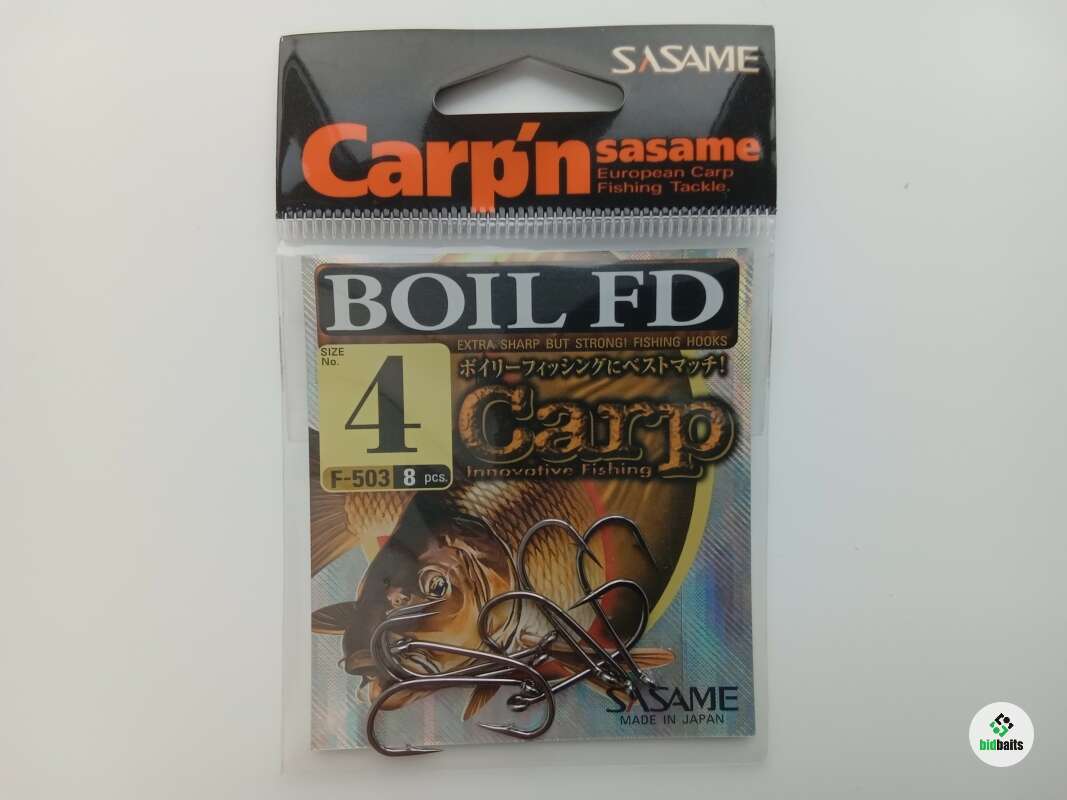 SASAME
Carp'n sasame
European Carp
Fishing Tackle.
BOIL FD
EXTRA SHARP BUT STRONG! FISHING HOOKS
SIZE
No.
4
ボイリーフィッシングにベストマッチ!
Carp
Innovative Fishing
F-503 8 pcs.
SASAME
MADE IN JAPAN
bidbaits